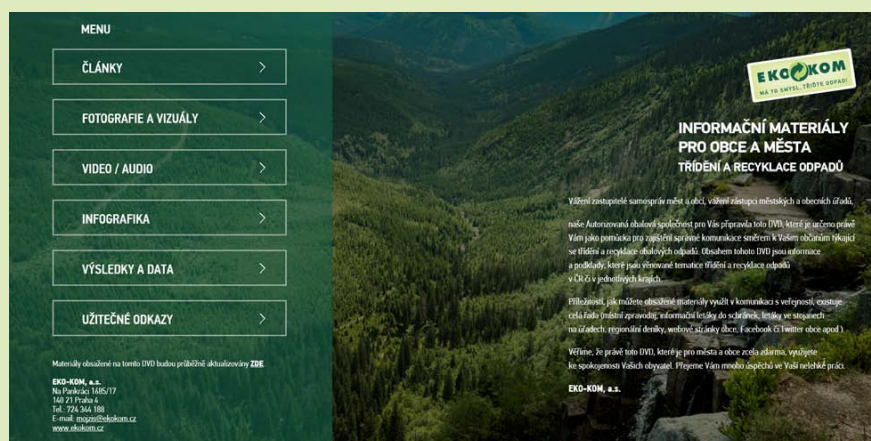 MENU
ČLÁNKY
FOTOGRAFIE A VIZUÁLY
VIDEO / AUDIO
INFOGRAFIKA
VÝSLEDKY A DATA
UŽITEČNÉ ODKAZY
Materiály obsažené na tomto DVD budou průběžně aktualizovány ZDE
EKO-KOM, a.s.
Na Pankráci 1685/17
140 21 Praha 4
Tel.: 724 344 188
E-mail: mojzis@ekokom.cz
www.ekokom.cz
EKO KOM
MÁ TO SMYSL, TŘIĎTE ODPAD!
INFORMAČNÍ MATERIÁLY
PRO OBCE A MĚSTA
TŘÍDĚNÍ A RECYKLACE ODPADŮ
Vážení zastupitelé samospráv měst a obcí, vážení zástupci městských a obecních úřadů,
naše Autorizovaná obalová společnost pro Vás připravila toto DVD, které je určeno právě
Vám jako pomůcka pro zajištění správné komunikace směrem k Vašim občanům týkající
se třídění a recyklace obalových odpadů. Obsahem tohoto DVD jsou informace
a podklady, které jsou věnované tematice třídění a recyklace odpadů
v ČR či v jednotlivých krajích.
Příležitostí, jak můžete obsažené materiály využít v komunikaci s veřejností, existuje
celá řada (místní zpravodaj, informační letáky do schránek, letáky ve stojanech
na úřadech, regionální deníky, webové stránky obce, Facebook či Twitter obce apod.).
Věříme, že právě toto DVD, které je pro města a obce zcela zdarma, využijete
ke spokojenosti Vašich obyvatel. Přejeme Vám mnoho úspěchů ve Vaší nelehké práci.
EKO-KOM, a.s.